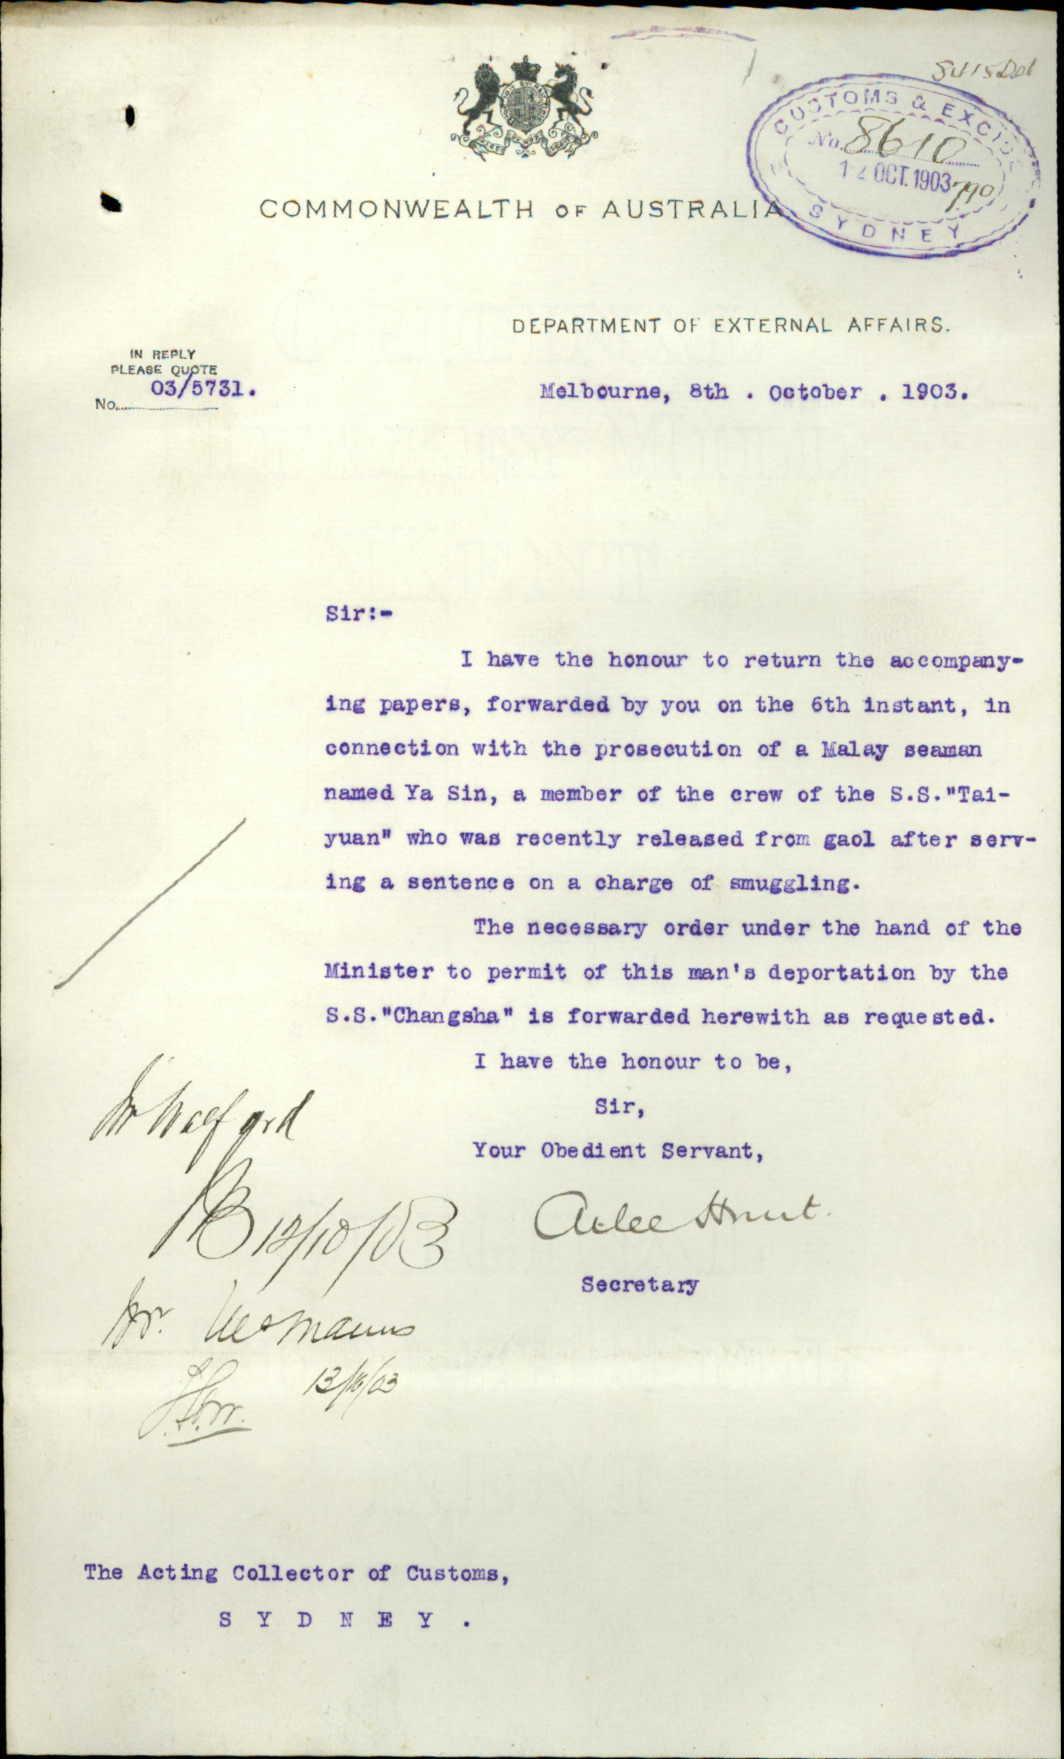 CUSTOMS & EXCISE
No. 8610
12 OCT. 1903
SYDNEY
COMMONWEALTH OF AUSTRALIA
DEPARTMENT OF EXTERNAL AFFAIRS.
IN REPLY
PLEASE QUOTE
No. 03/5731.
Melbourne, 8th . October . 1903.
Sir:-
I have the honour to return the accompany-
ing papers, forwarded by you on the 6th instant, in
connection with the prosecution of a Malay seaman
named Ya Sin, a member of the crew of the S.S."Tai-
yuan" who was recently released from gaol after serv-
ing a sentence on a charge of smuggling.
The necessary order under the hand of the
Minister to permit of this man's deportation by the
S.S."Changsha" is forwarded herewith as requested.
I have the honour to be,
Sir,
Your Obedient Servant,
Atlee Hunt.
Secretary
Mr Walford
12/10/03
Mr.
13/10/03
The Acting Collector of Customs,
S Y D N E Y .